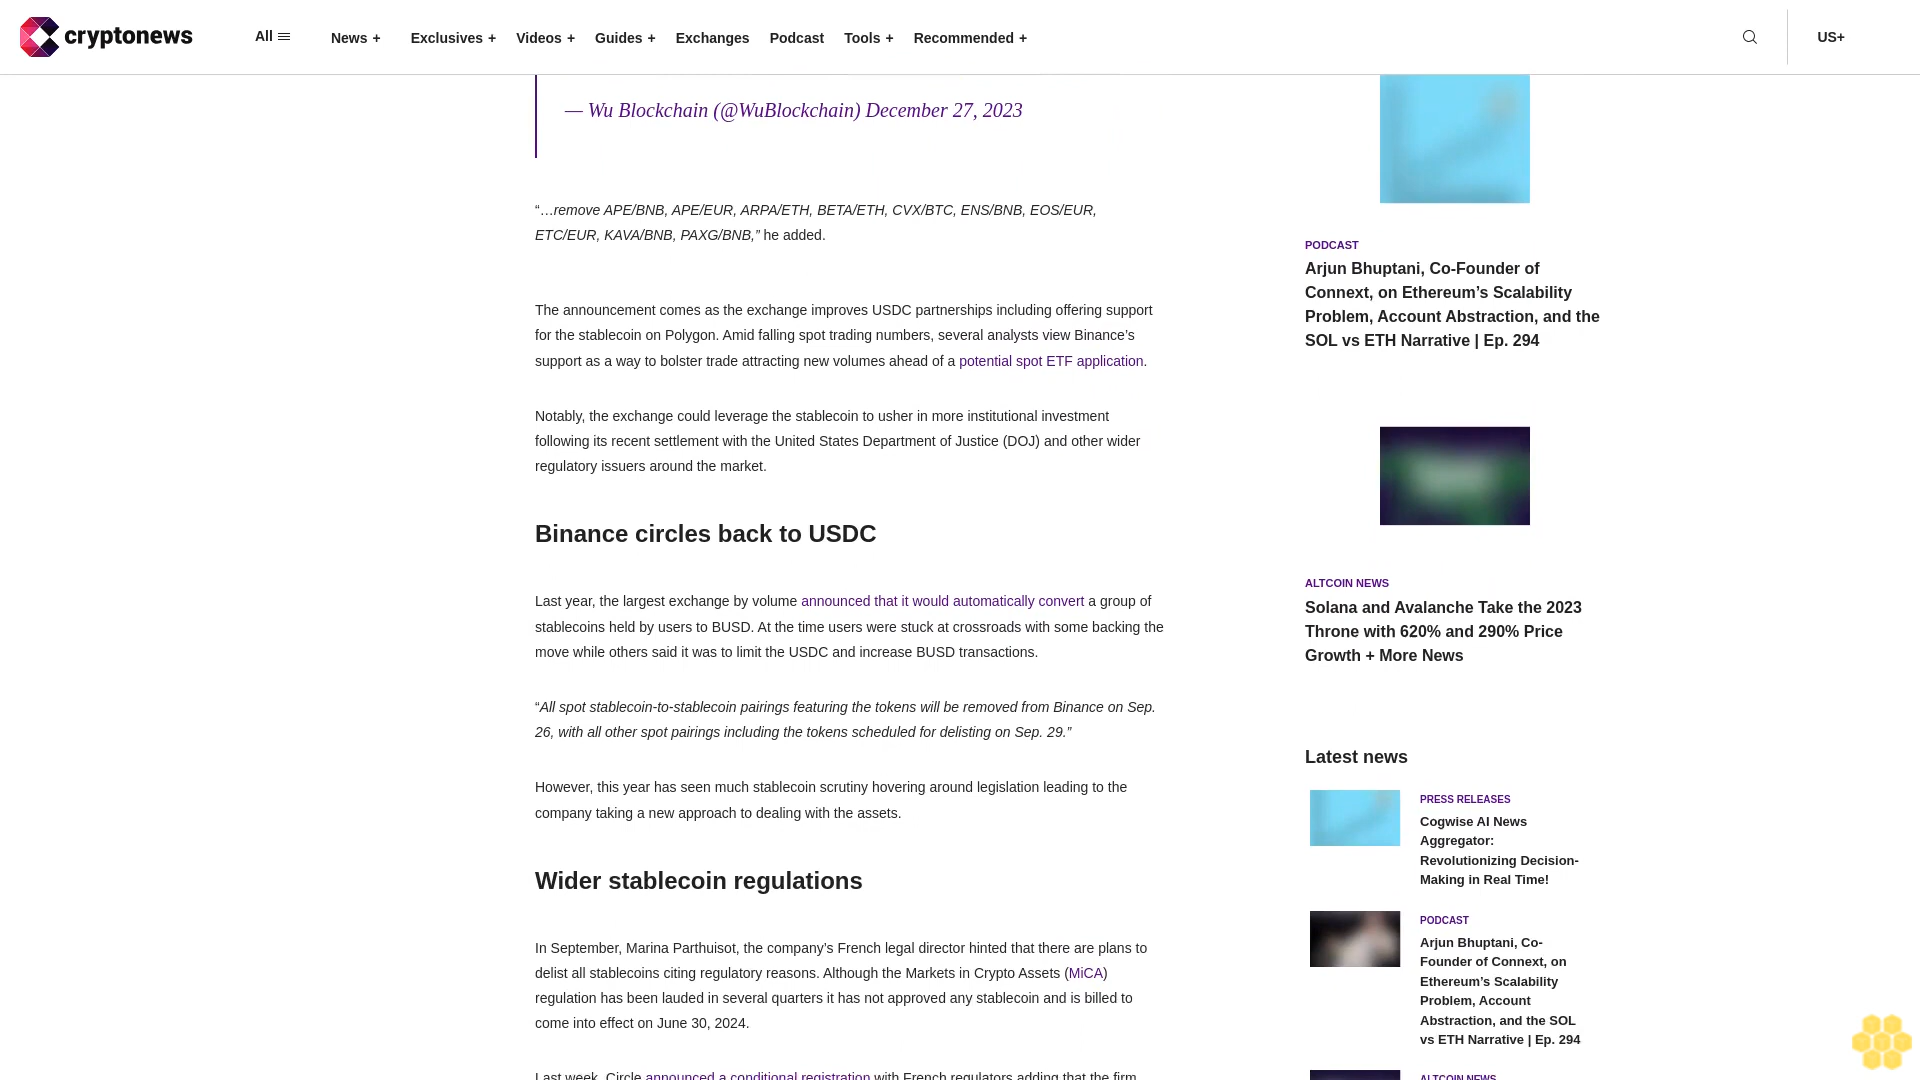 cryptonews
All
News +
Exclusives +
Videos +
Guides +
Exchanges
Podcast
Tools +
Recommended +
US+
— Wu Blockchain (@WuBlockchain) December 27, 2023
“…remove APE/BNB, APE/EUR, ARPA/ETH, BETA/ETH, CVX/BTC, ENS/BNB, EOS/EUR,
ETC/EUR, KAVA/BNB, PAXG/BNB,” he added.
The announcement comes as the exchange improves USDC partnerships including offering support
for the stablecoin on Polygon. Amid falling spot trading numbers, several analysts view Binance’s
support as a way to bolster trade attracting new volumes ahead of a potential spot ETF application.
Notably, the exchange could leverage the stablecoin to usher in more institutional investment
following its recent settlement with the United States Department of Justice (DOJ) and other wider
regulatory issuers around the market.
Binance circles back to USDC
Last year, the largest exchange by volume announced that it would automatically convert a group of
stablecoins held by users to BUSD. At the time users were stuck at crossroads with some backing the
move while others said it was to limit the USDC and increase BUSD transactions.
“All spot stablecoin-to-stablecoin pairings featuring the tokens will be removed from Binance on Sep.
26, with all other spot pairings including the tokens scheduled for delisting on Sep. 29.”
However, this year has seen much stablecoin scrutiny hovering around legislation leading to the
company taking a new approach to dealing with the assets.
Wider stablecoin regulations
In September, Marina Parthuisot, the company’s French legal director hinted that there are plans to
delist all stablecoins citing regulatory reasons. Although the Markets in Crypto Assets (MiCA)
regulation has been lauded in several quarters it has not approved any stablecoin and is billed to
come into effect on June 30, 2024.
Last week, Circle announced a conditional registration with French regulators adding that the firm
PODCAST
Arjun Bhuptani, Co-Founder of
Connext, on Ethereum’s Scalability
Problem, Account Abstraction, and the
SOL vs ETH Narrative | Ep. 294
ALTCOIN NEWS
Solana and Avalanche Take the 2023
Throne with 620% and 290% Price
Growth + More News
Latest news
PRESS RELEASES
Cogwise AI News
Aggregator:
Revolutionizing Decision-
Making in Real Time!
PODCAST
Arjun Bhuptani, Co-
Founder of Connext, on
Ethereum’s Scalability
Problem, Account
Abstraction, and the SOL
vs ETH Narrative | Ep. 294
ALTCOIN NEWS